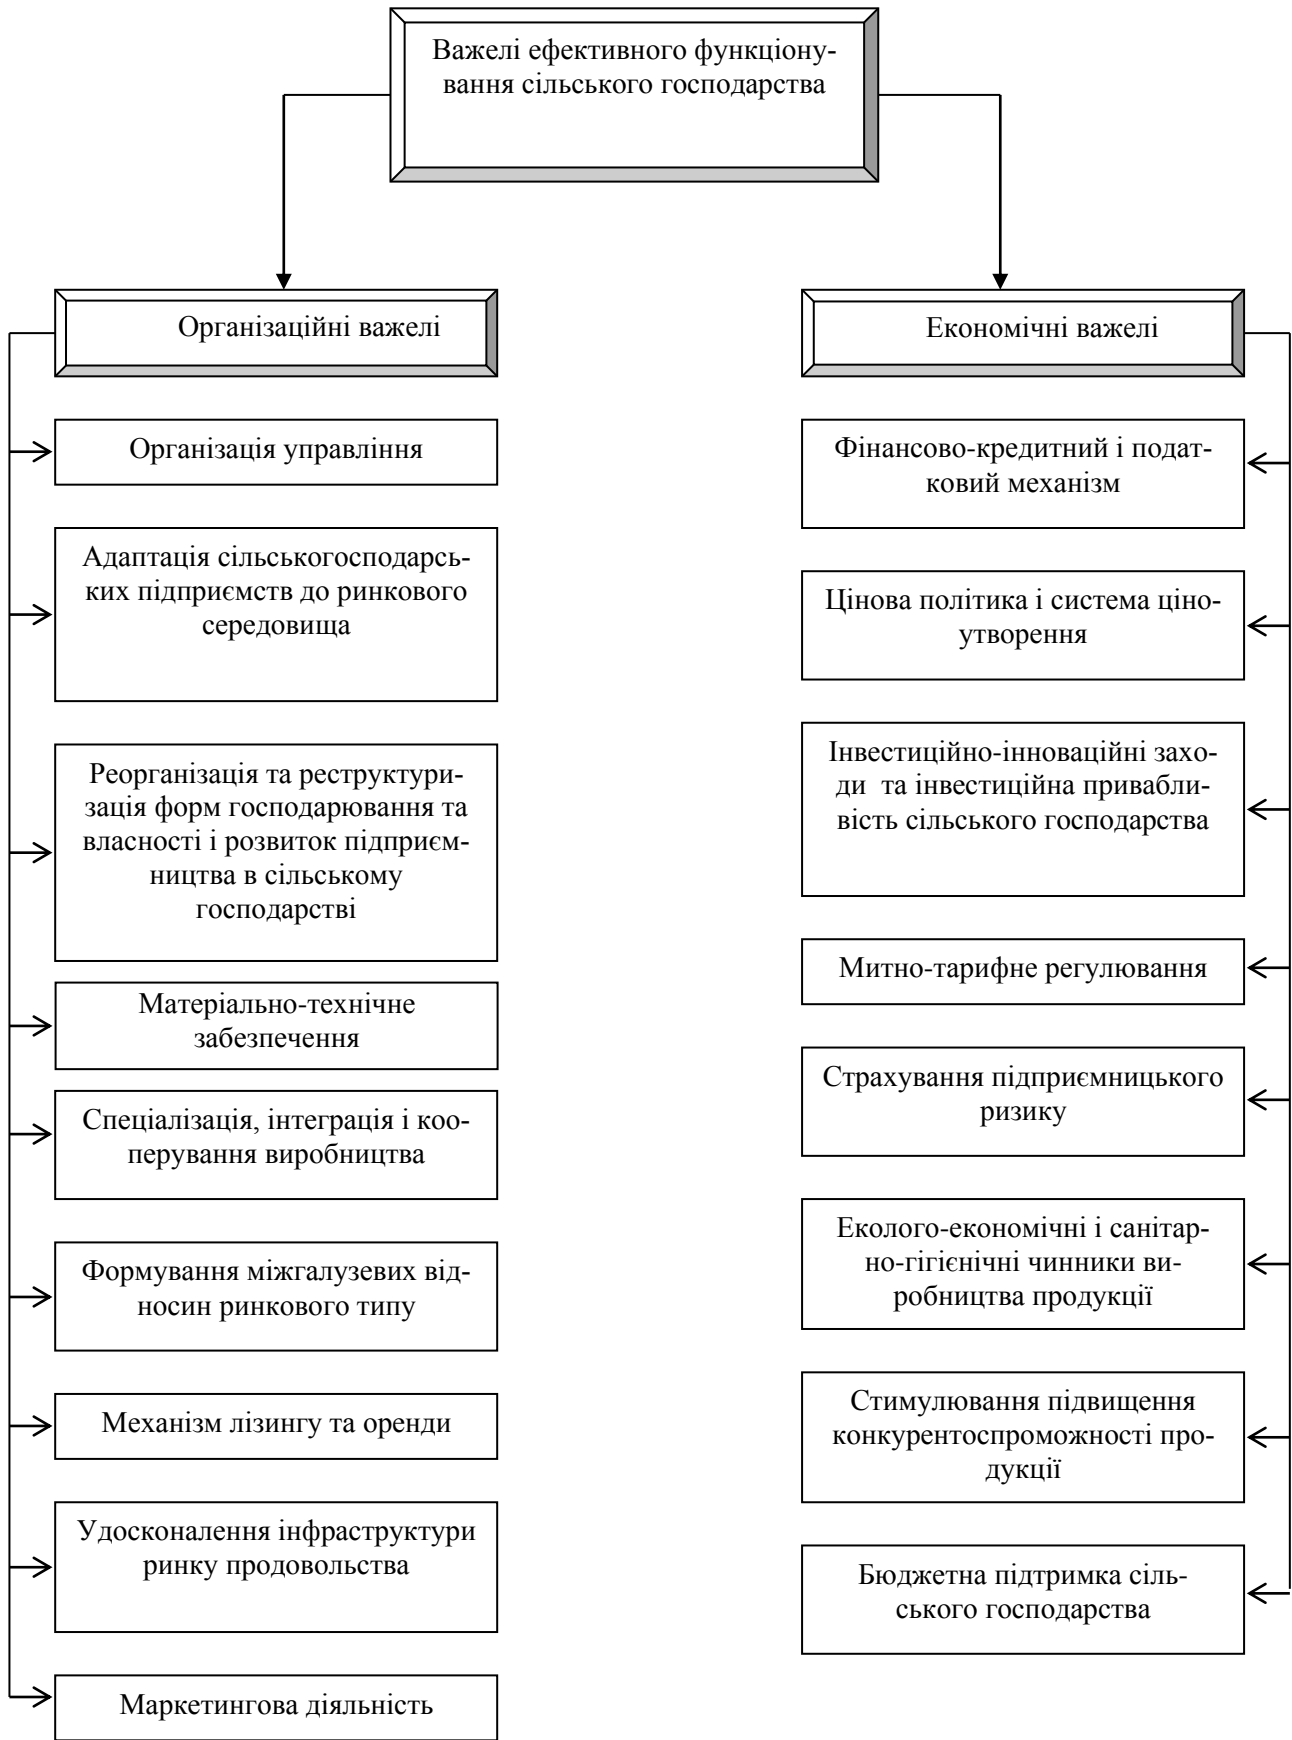 Важелі ефективного функціону-
вання сільського господарства
Організаційні важелі
Економічні важелі
Організація управління
Адаптація сільськогосподарсь-
ких підприємств до ринкового
середовища
Реорганізація та реструктури-
зація форм господарювання та
власності і розвиток підприєм-
ництва в сільському
господарстві
Матеріально-технічне
забезпечення
Спеціалізація, інтеграція і коо-
перування виробництва
Формування міжгалузевих від-
носин ринкового типу
Механізм лізингу та оренди
Удосконалення інфраструктури
ринку продовольства
Маркетингова діяльність
Фінансово-кредитний і подат-
ковий механізм
Цінова політика і система ціно-
утворення
Інвестиційно-інноваційні захо-
ди та інвестиційна приваблі-
вість сільського господарства
Митно-тарифне регулювання
Страхування підприємницького
ризику
Еколого-економічні і санітар-
но-гігієнічні чинники ви-
робництва продукції
Стимулювання підвищення
конкурентоспроможності про-
дукції
Бюджетна підтримка сіль-
ського господарства